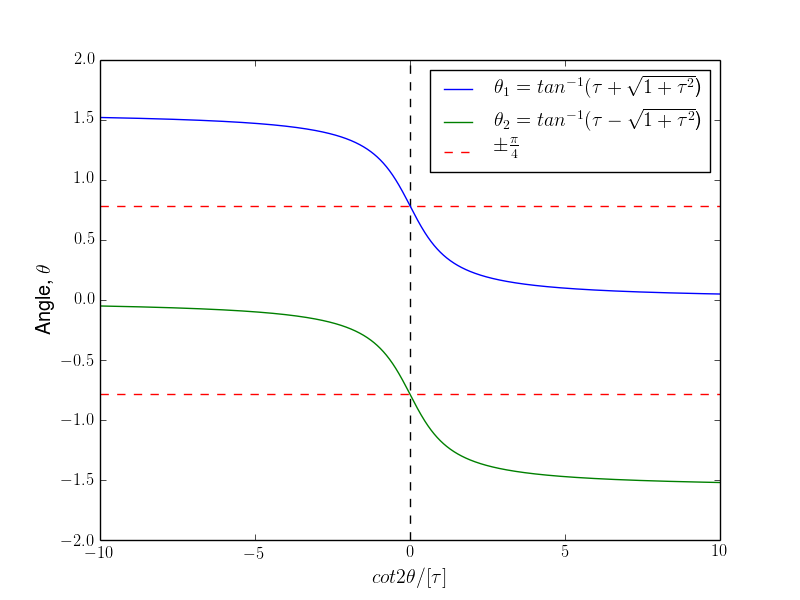 2.0
1.5
1.0
0.5
0.0
−0.5
−1.0
−1.5
−2.0
Angle, θ
θ₁ = tan⁻¹(τ + √(1 + τ²))
θ₂ = tan⁻¹(τ − √(1 + τ²))
± π/4
−10
−5
0
5
10
cot2θ/[τ]